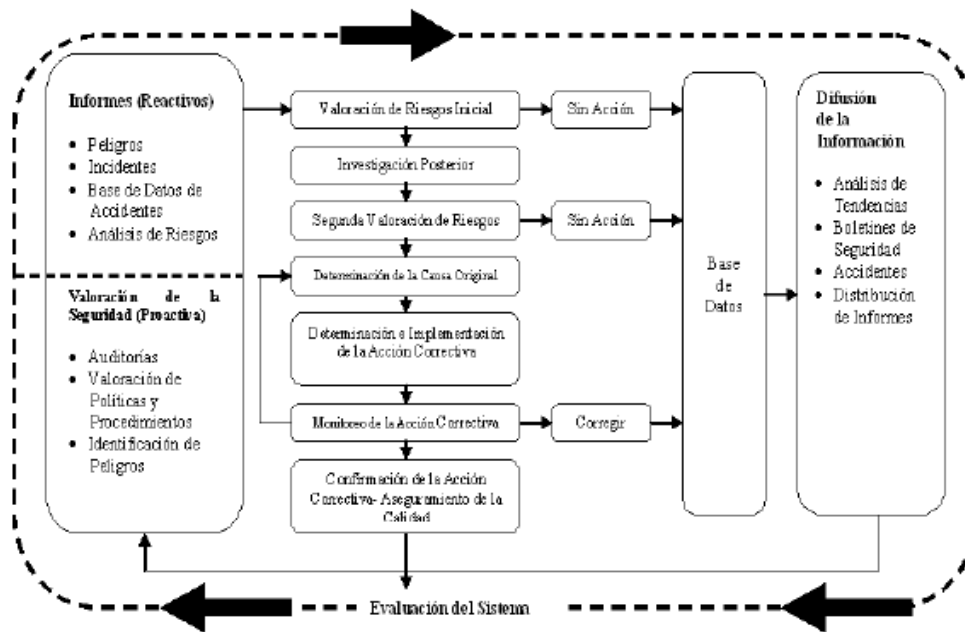 Informes (Reactivos)
• Peligros
• Incidentes
• Base de Datos de
Accidentes
• Análisis de Riesgos
Valoración de la
Seguridad (Proactiva)
• Auditorías
• Valoración de
Políticas y
Procedimientos
• Identificación de
Peligros
Valoración de Riesgos Inicial
Sin Acción
Investigación Posterior
Segunda Valoración de Riesgos
Sin Acción
Determinación de la Causa Original
Determinación e Implementación
de la Acción Correctiva
Monitoreo de la Acción Correctiva
Corregir
Confirmación de la Acción
Correctiva- Aseguramiento de la
Calidad
Base
de
Datos
Difusión
de la
Información
• Análisis de
Tendencias
• Boletines de
Seguridad
• Accidentes
• Distribución
de Informes
Evaluación del Sistema